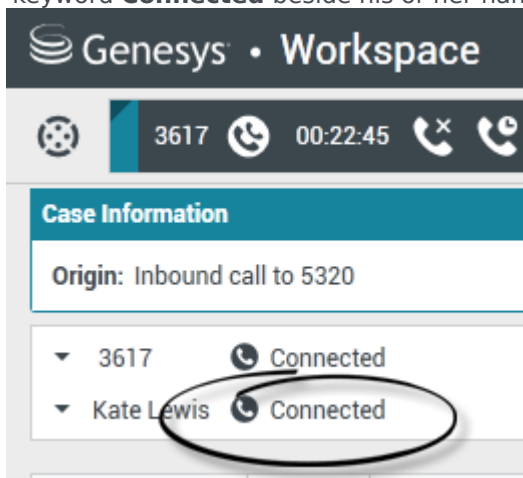 keyword Connected beside his or her
Genesys • Workspace
3617 00:22:45
Case Information
Origin: Inbound call to 5320
3617 Connected
Kate Lewis Connected